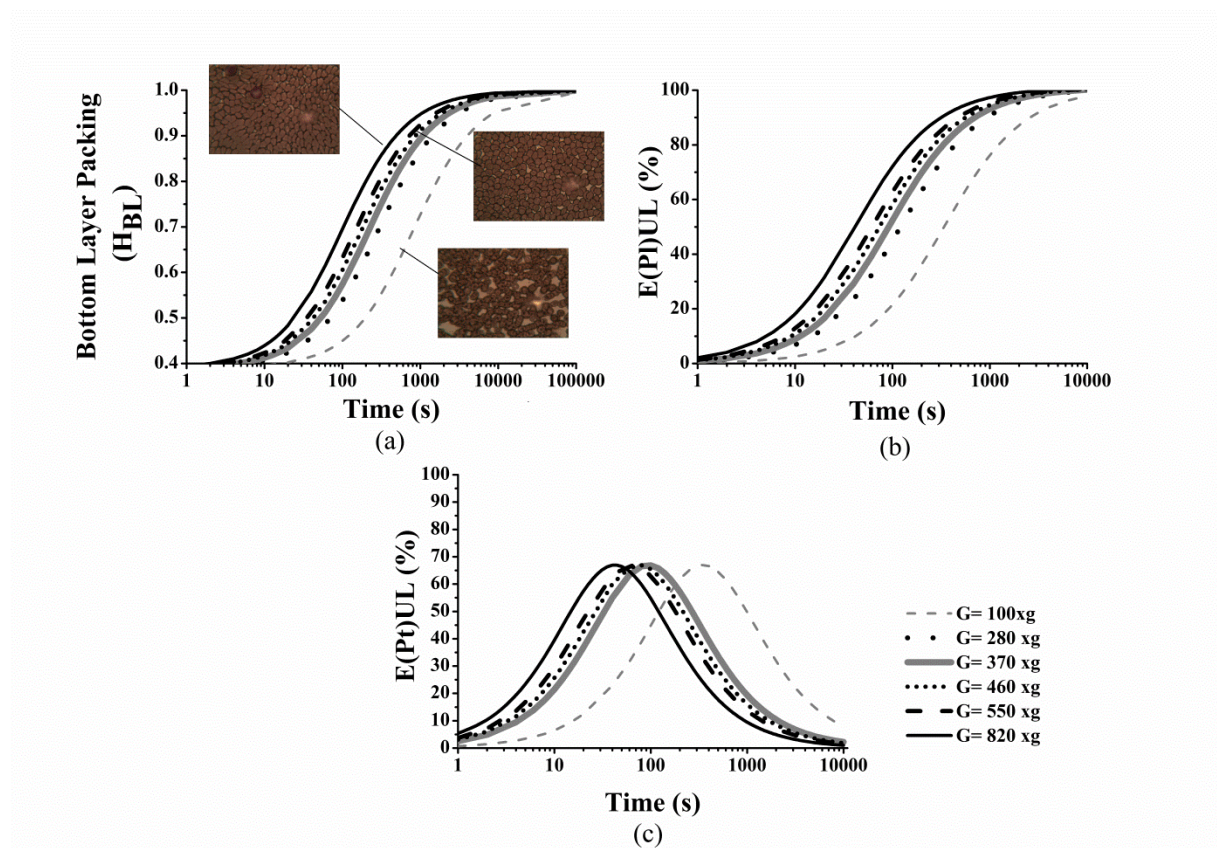 Bottom Layer Packing
(HBL)
1.0
0.9
0.8
0.7
0.6
0.5
0.4
1 10 100 1000 10000 100000
Time (s)
(a)
E(Pl)UL (%)
100
80
60
40
20
0
1 10 100 1000 10000
Time (s)
(b)
E(Pt)UL (%)
100
90
80
70
60
50
40
30
20
10
0
1 10 100 1000 10000
Time (s)
(c)
G= 100xg
G= 280 xg
G= 370 xg
G= 460 xg
G= 550 xg
G= 820 xg